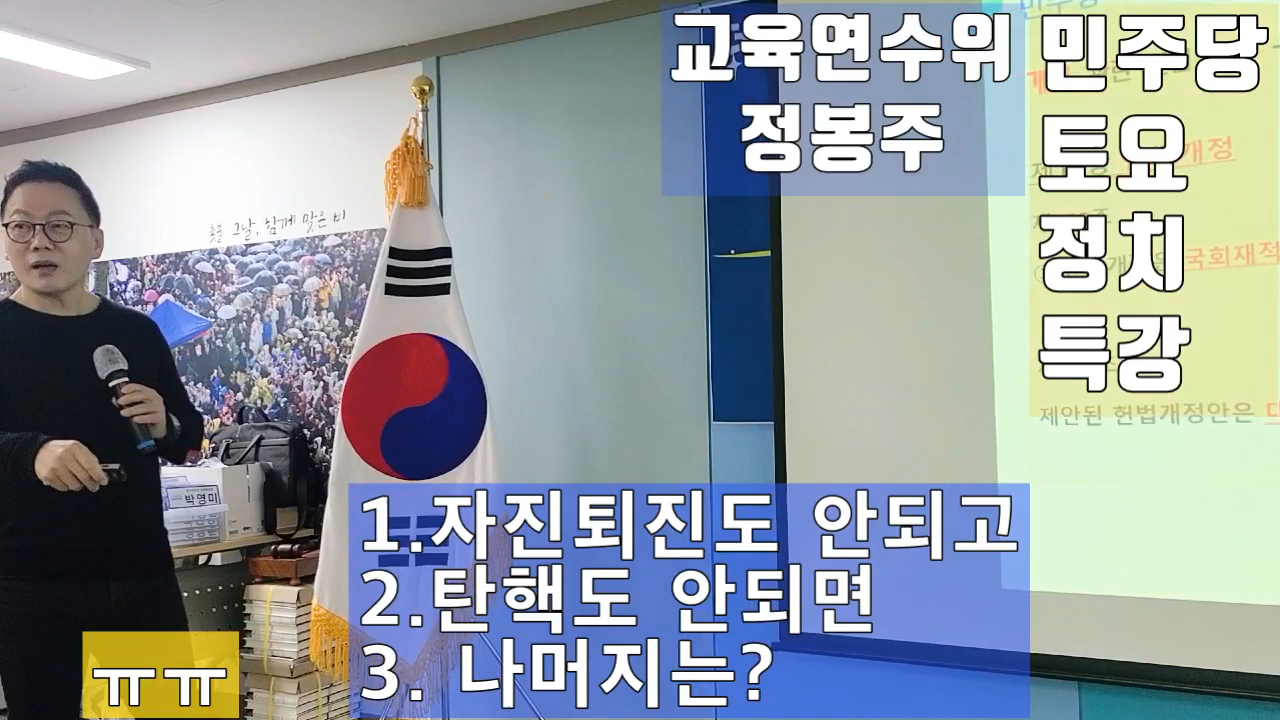 교육연수위
정봉주
민주당
토요
정치
특강
촛불 그날, 함께 맞은 비
개정
국회재적
제안된 헌법개정안은
박영미
1.자진퇴진도 안되고
2.탄핵도 안되면
3. 나머지는?
ㅠㅠ